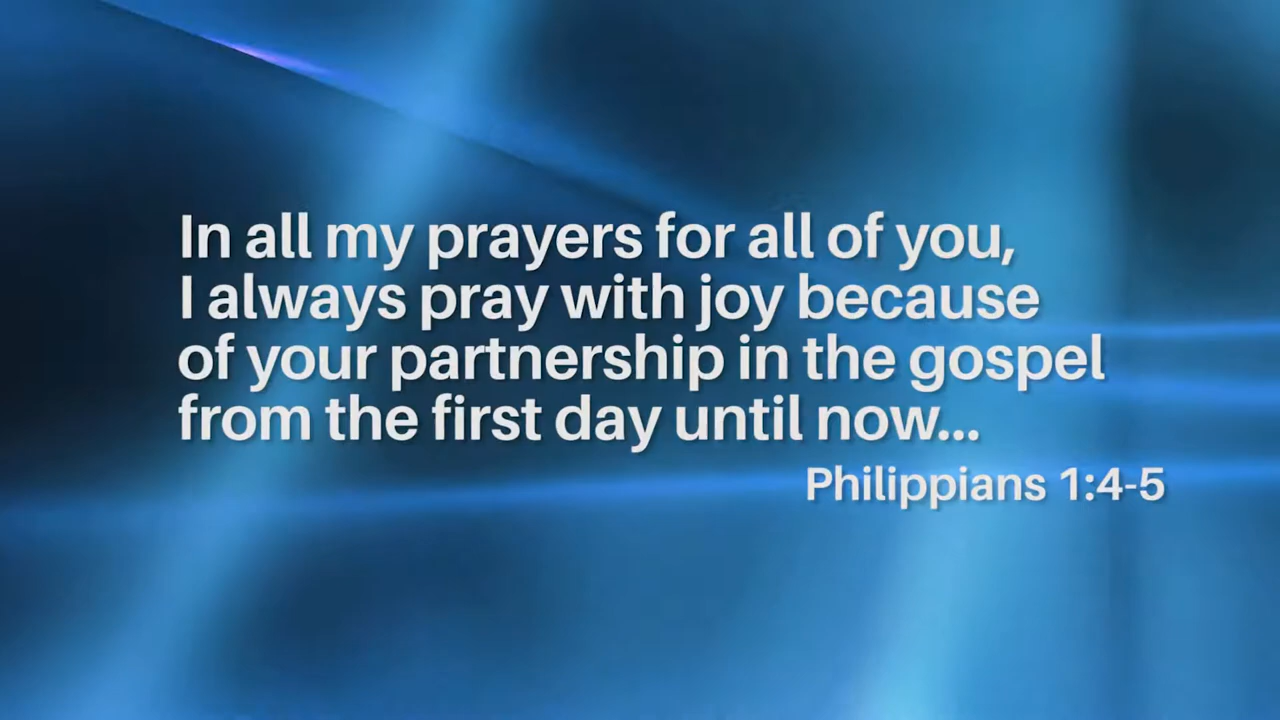 In all my prayers for all of you,
I always pray with joy because
of your partnership in the gospel
from the first day until now...
Philippians 1:4-5